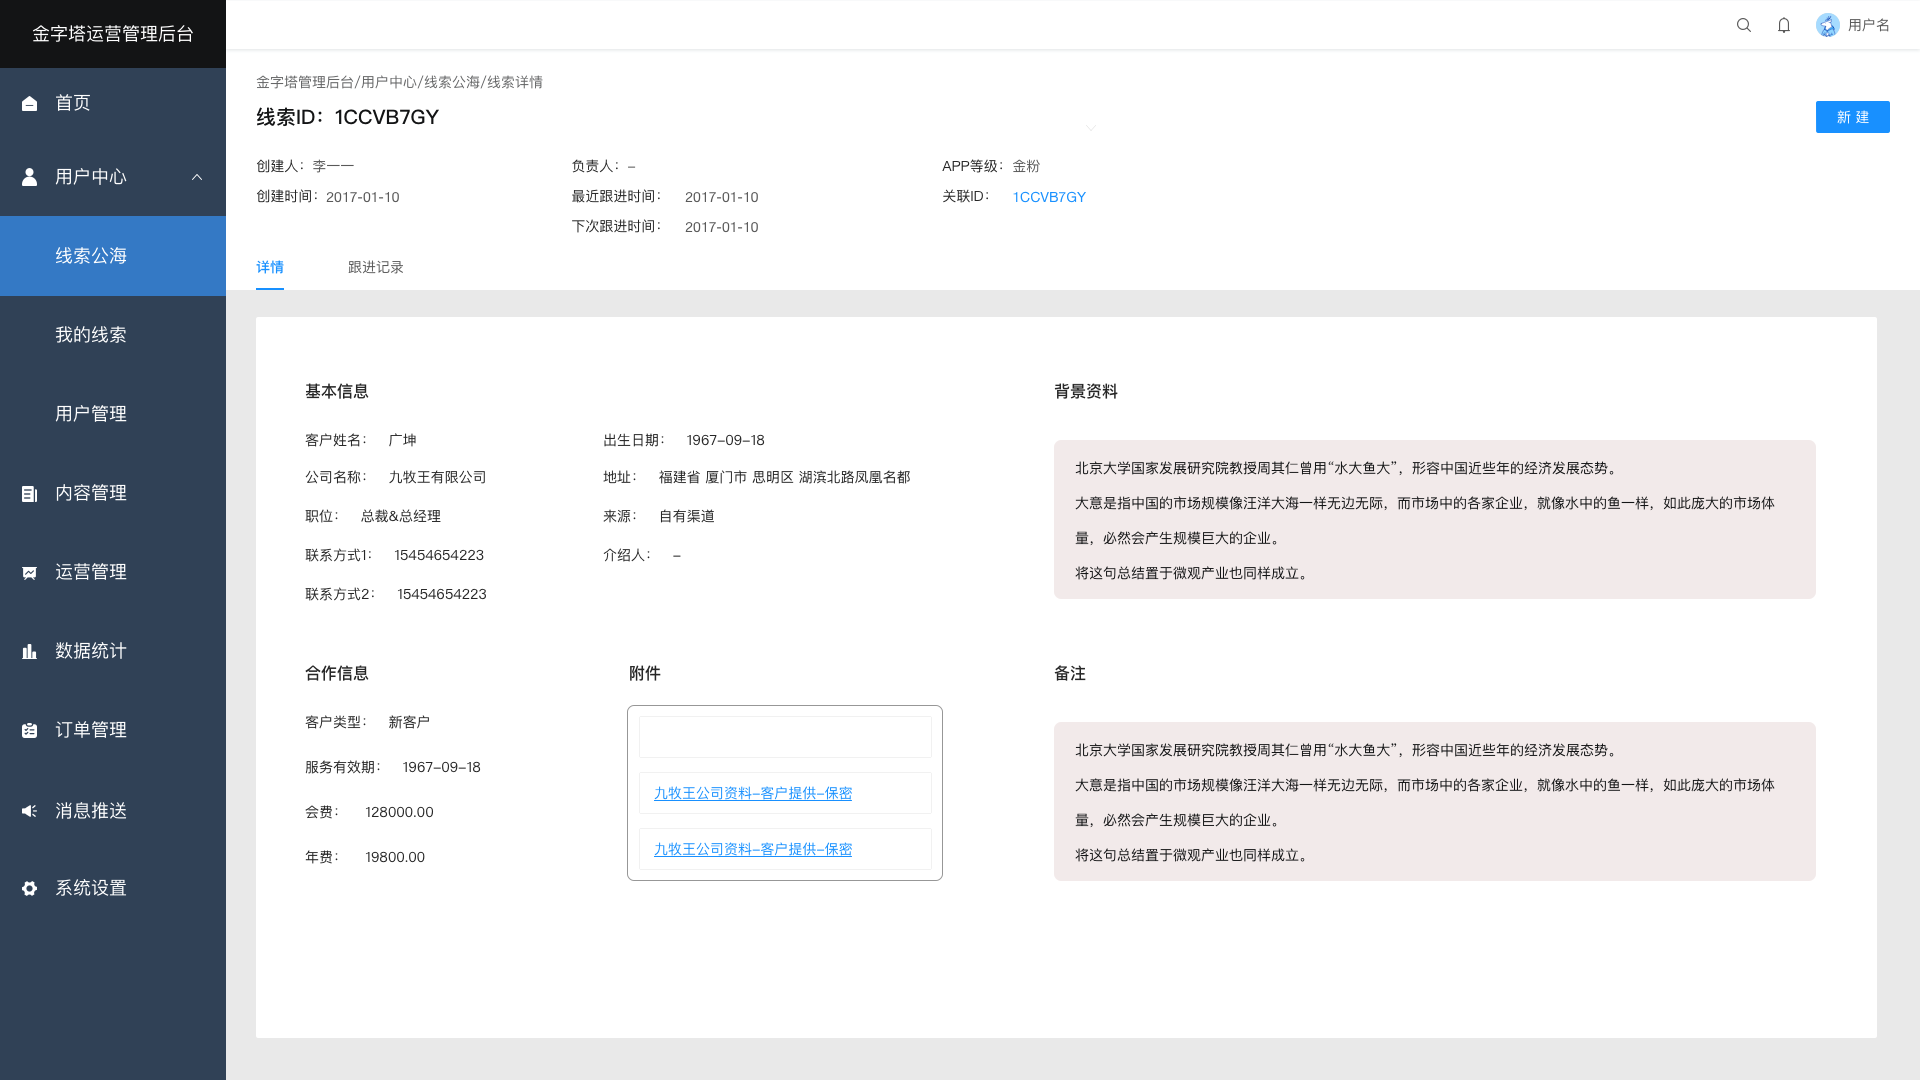 金字塔运营管理后台
首页
用户中心
线索公海
我的线索
用户管理
内容管理
运营管理
数据统计
订单管理
消息推送
系统设置
用户名
金字塔管理后台/用户中心/线索公海/线索详情
线索ID：1CCVB7GY
新 建
创建人：李一一
负责人：–
APP等级：金粉
创建时间：2017-01-10
最近跟进时间：2017-01-10
关联ID：1CCVB7GY
下次跟进时间：2017-01-10
详情
跟进记录
基本信息
客户姓名：广坤
出生日期：1967–09–18
公司名称：九牧王有限公司
地址：福建省 厦门市 思明区 湖滨北路凤凰名都
职位：总裁&总经理
来源：自有渠道
联系方式1：15454654223
介绍人：–
联系方式2：15454654223
背景资料
北京大学国家发展研究院教授周其仁曾用“水大鱼大”，形容中国近些年的经济发展态势。
大意是指中国的市场规模像汪洋大海一样无边无际，而市场中的各家企业，就像水中的鱼一样，如此庞大的市场体
量，必然会产生规模巨大的企业。
将这句总结置于微观产业也同样成立。
合作信息
客户类型：新客户
服务有效期：1967–09–18
会费：128000.00
年费：19800.00
附件
九牧王公司资料–客户提供–保密
九牧王公司资料–客户提供–保密
备注
北京大学国家发展研究院教授周其仁曾用“水大鱼大”，形容中国近些年的经济发展态势。
大意是指中国的市场规模像汪洋大海一样无边无际，而市场中的各家企业，就像水中的鱼一样，如此庞大的市场体
量，必然会产生规模巨大的企业。
将这句总结置于微观产业也同样成立。